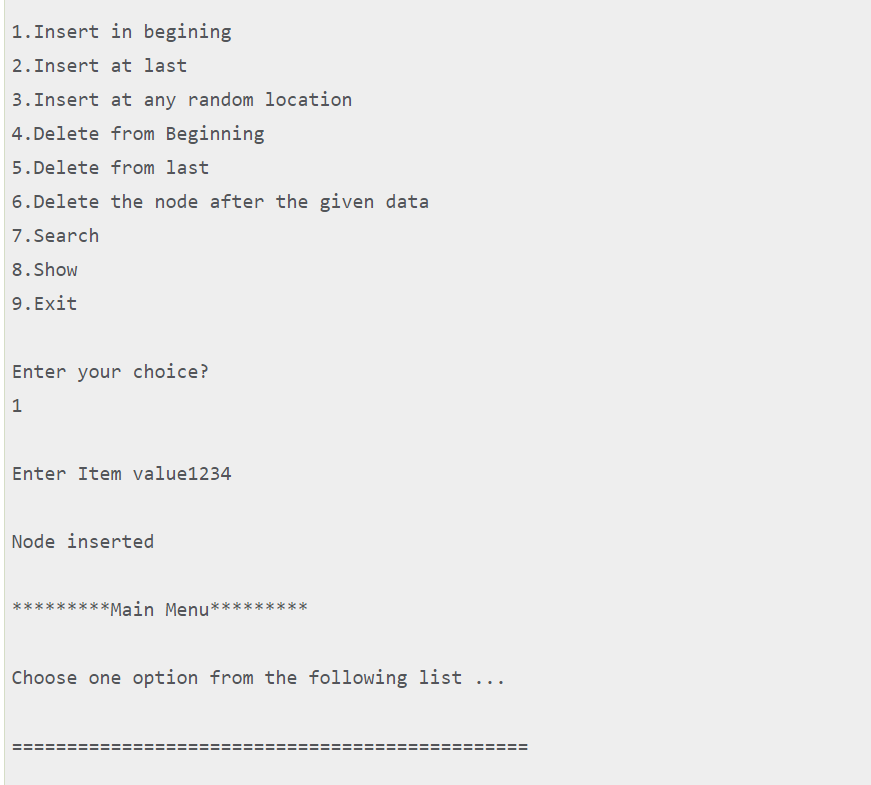 1.Insert in begining
2.Insert at last
3.Insert at any random location
4.Delete from Beginning
5.Delete from last
6.Delete the node after the given data
7.Search
8.Show
9.Exit
Enter your choice?
1
Enter Item value1234
Node inserted
*********Main Menu*********
Choose one option from the following list ...
===============================================